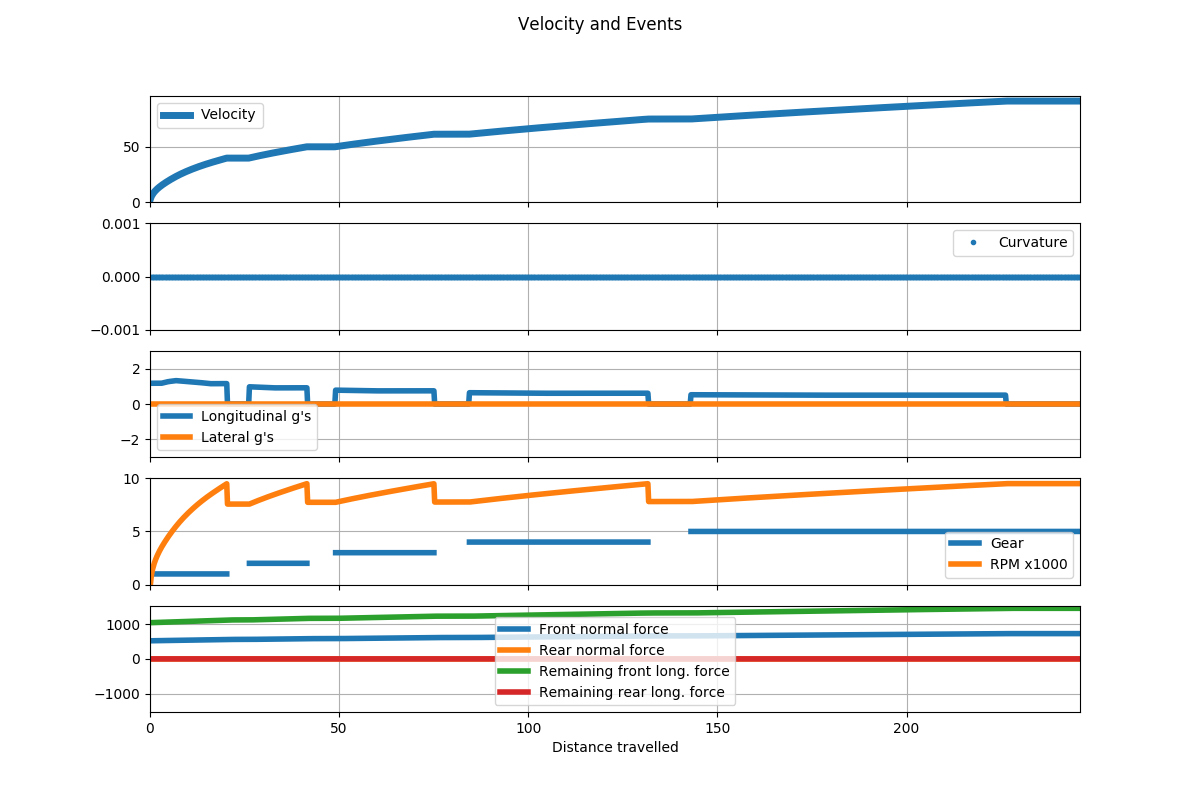 Velocity and Events
Velocity
50
0
0.001
0.000
−0.001
Curvature
2
0
−2
Longitudinal g's
Lateral g's
10
5
0
Gear
RPM x1000
1000
0
−1000
Front normal force
Rear normal force
Remaining front long. force
Remaining rear long. force
0 50 100 150 200
Distance travelled